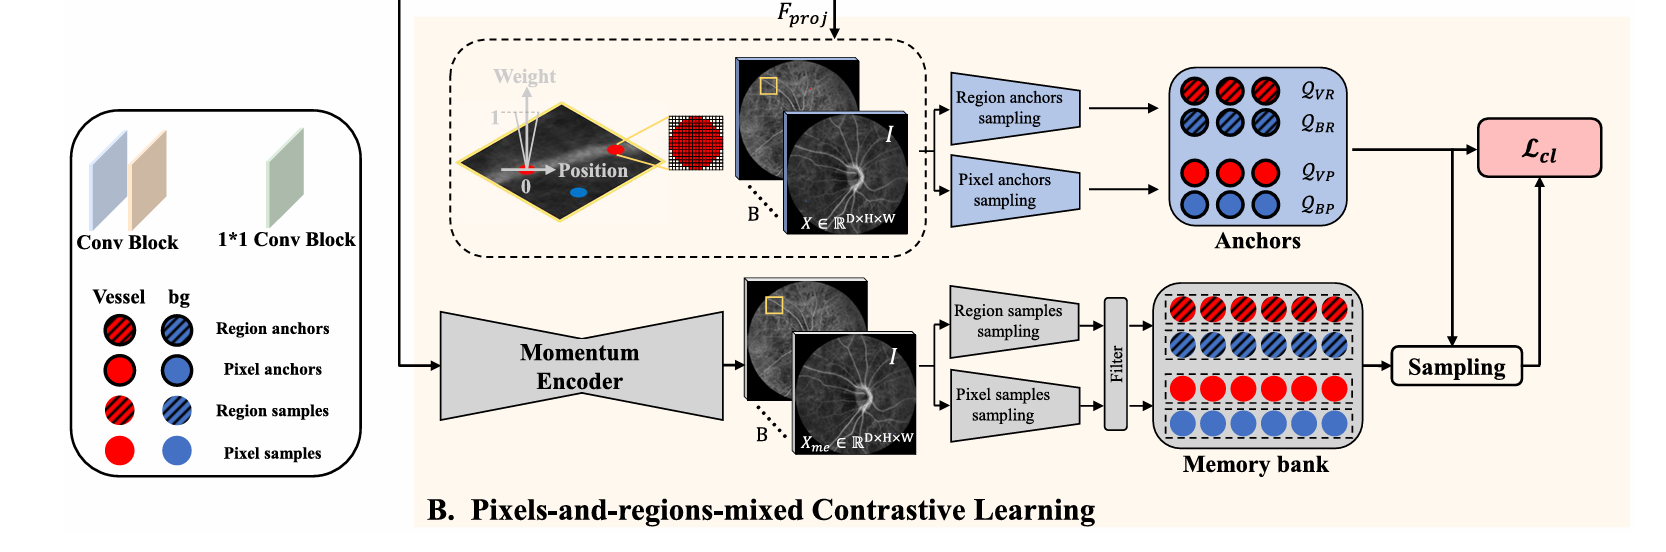 F_proj
Weight
1
Position
0
I
B
X ∈ ℝ^{D×H×W}
Region anchors
sampling
Pixel anchors
sampling
Q_VR
Q_BR
Q_VP
Q_BP
Anchors
ℒ_cl
Conv Block
1*1 Conv Block
Vessel bg
Region anchors
Pixel anchors
Region samples
Pixel samples
Momentum
Encoder
I
B
X_me ∈ ℝ^{D×H×W}
Region samples
sampling
Pixel samples
sampling
Filter
Memory bank
Sampling
B. Pixels-and-regions-mixed Contrastive Learning